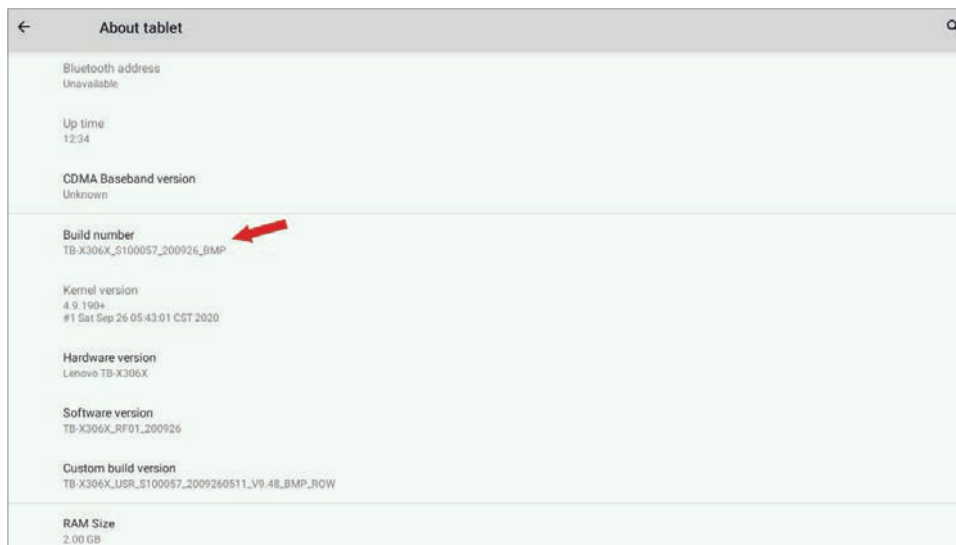 About tablet
Bluetooth address
Unavailable
Up time
12:34
CDMA Baseband version
Unknown
Build number
TB-X306X_S100057_200926_BMP
Kernel version
4.9.190+
#1 Sat Sep 26 05:43:01 CST 2020
Hardware version
Lenovo TB-X306X
Software version
TB-X306X_RF01_200926
Custom build version
TB-X306X_USR_S100057_2009260511_V9.48_BMP_ROW
RAM Size
2.00 GB